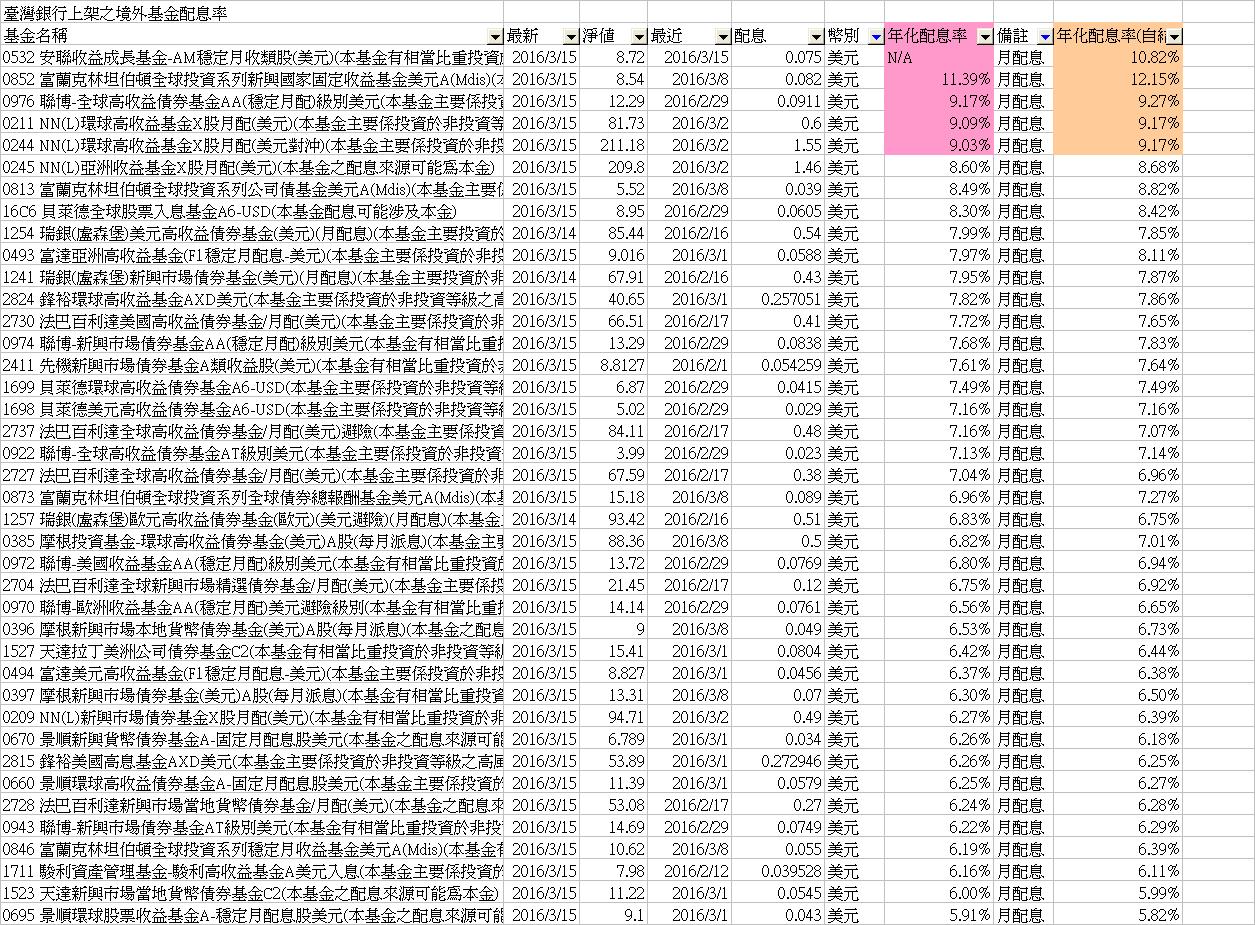 臺灣銀行上架之境外基金配息率
基金名稱 最新 淨值 最近 配息 幣別 年化配息率 備註 年化配息率(自
0532 安聯收益成長基金-AM穩定月收類股(美元)(本基金有相當比重投資 2016/3/15 8.72 2016/3/15 0.075 美元 N/A 月配息 10.82%
0852 富蘭克林坦伯頓全球投資系列新興國家固定收益基金美元A(Mdis)(本 2016/3/15 8.54 2016/3/8 0.082 美元 11.39% 月配息 12.15%
0976 聯博-全球高收益債券基金AA(穩定月配)級別美元(本基金主要係投資 2016/3/15 12.29 2016/2/29 0.0911 美元 9.17% 月配息 9.27%
0211 NN(L)環球高收益基金X股月配(美元)(本基金主要係投資於非投資等 2016/3/15 81.73 2016/3/2 0.6 美元 9.09% 月配息 9.17%
0244 NN(L)環球高收益基金X股月配(美元對沖)(本基金主要係投資於非投 2016/3/15 211.18 2016/3/2 1.55 美元 9.03% 月配息 9.17%
0245 NN(L)亞洲收益基金X股月配(美元)(本基金之配息來源可能為本金) 2016/3/15 209.8 2016/3/2 1.46 美元 8.60% 月配息 8.68%
0813 富蘭克林坦伯頓全球投資系列公司債基金美元A(Mdis)(本基金主要係 2016/3/15 5.52 2016/3/8 0.039 美元 8.49% 月配息 8.82%
16C6 貝萊德全球股票入息基金A6-USD(本基金配息可能涉及本金) 2016/3/15 8.95 2016/2/29 0.0605 美元 8.30% 月配息 8.42%
1254 瑞銀(盧森堡)美元高收益債券基金(美元)(月配息)(本基金主要投資於 2016/3/14 85.44 2016/2/16 0.54 美元 7.99% 月配息 7.85%
0493 富達亞洲高收益基金(F1穩定月配息-美元)(本基金主要係投資於非投 2016/3/15 9.016 2016/3/1 0.0588 美元 7.97% 月配息 8.11%
1241 瑞銀(盧森堡)新興市場債券基金(美元)(月配息)(本基金主要投資於非 2016/3/14 67.91 2016/2/16 0.43 美元 7.95% 月配息 7.87%
2824 鋒裕環球高收益基金AXD美元(本基金主要係投資於非投資等級之高 2016/3/15 40.65 2016/3/1 0.257051 美元 7.82% 月配息 7.86%
2730 法巴百利達美國高收益債券基金/月配(美元)(本基金主要係投資於非 2016/3/15 66.51 2016/2/17 0.41 美元 7.72% 月配息 7.65%
0974 聯博-新興市場債券基金AA(穩定月配)級別美元(本基金有相當比重投 2016/3/15 13.29 2016/2/29 0.0838 美元 7.68% 月配息 7.83%
2411 先機新興市場債券基金A類收益股(美元)(本基金有相當比重投資於非 2016/3/15 8.8127 2016/2/1 0.054259 美元 7.61% 月配息 7.64%
1699 貝萊德環球高收益債券基金A6-USD(本基金主要係投資於非投資等級 2016/3/15 6.87 2016/2/29 0.0415 美元 7.49% 月配息 7.49%
1698 貝萊德美元高收益債券基金A6-USD(本基金主要係投資於非投資等級 2016/3/15 5.02 2016/2/29 0.029 美元 7.16% 月配息 7.16%
2737 法巴百利達全球高收益債券基金/月配(美元)避險(本基金主要係投資 2016/3/15 84.11 2016/2/17 0.48 美元 7.16% 月配息 7.07%
0922 聯博-全球高收益債券基金AT級別美元(本基金主要係投資於非投資等 2016/3/15 3.99 2016/2/29 0.023 美元 7.13% 月配息 7.14%
2727 法巴百利達全球高收益債券基金/月配(美元)(本基金主要係投資於非 2016/3/15 67.59 2016/2/17 0.38 美元 7.04% 月配息 6.96%
0873 富蘭克林坦伯頓全球投資系列全球債券總報酬基金美元A(Mdis)(本基 2016/3/15 15.18 2016/3/8 0.089 美元 6.96% 月配息 7.27%
1257 瑞銀(盧森堡)歐元高收益債券基金(歐元)(美元避險)(月配息)(本基金主 2016/3/14 93.42 2016/2/16 0.51 美元 6.83% 月配息 6.75%
0385 摩根投資基金-環球高收益債券基金(美元)A股(每月派息)(本基金主要 2016/3/15 88.36 2016/3/8 0.5 美元 6.82% 月配息 7.01%
0972 聯博-美國收益基金AA(穩定月配)級別美元(本基金有相當比重投資於 2016/3/15 13.72 2016/2/29 0.0769 美元 6.80% 月配息 6.94%
2704 法巴百利達全球新興市場精選債券基金/月配(美元)(本基金主要係投 2016/3/15 21.45 2016/2/17 0.12 美元 6.75% 月配息 6.92%
0970 聯博-歐洲收益基金AA(穩定月配)美元避險級別(本基金有相當比重投 2016/3/15 14.14 2016/2/29 0.0761 美元 6.56% 月配息 6.65%
0396 摩根新興市場本地貨幣債券基金(美元)A股(每月派息)(本基金之配息 2016/3/15 9 2016/3/8 0.049 美元 6.53% 月配息 6.73%
1527 天達拉丁美洲公司債券基金C2(本基金有相當比重投資於非投資等級 2016/3/15 15.41 2016/3/1 0.0804 美元 6.42% 月配息 6.44%
0494 富達美元高收益基金(F1穩定月配息-美元)(本基金主要係投資於非投 2016/3/15 8.827 2016/3/1 0.0456 美元 6.37% 月配息 6.38%
0397 摩根新興市場債券基金(美元)A股(每月派息)(本基金有相當比重投資 2016/3/15 13.31 2016/3/8 0.07 美元 6.30% 月配息 6.50%
0209 NN(L)新興市場債券基金X股月配(美元)(本基金有相當比重投資於非 2016/3/15 94.71 2016/3/2 0.49 美元 6.27% 月配息 6.39%
0670 景順新興貨幣債券基金A-固定月配息股美元(本基金之配息來源可能 2016/3/15 6.789 2016/3/1 0.034 美元 6.26% 月配息 6.18%
2815 鋒裕美國高息基金AXD美元(本基金主要係投資於非投資等級之高風 2016/3/15 53.89 2016/3/1 0.272946 美元 6.26% 月配息 6.25%
0660 景順環球高收益債券基金A-固定月配息股美元(本基金主要係投資於 2016/3/15 11.39 2016/3/1 0.0579 美元 6.25% 月配息 6.27%
2728 法巴百利達新興市場當地貨幣債券基金/月配(美元)(本基金之配息來 2016/3/15 53.08 2016/2/17 0.27 美元 6.24% 月配息 6.28%
0943 聯博-新興市場債券基金AT級別美元(本基金有相當比重投資於非投 2016/3/15 14.69 2016/2/29 0.0749 美元 6.22% 月配息 6.29%
0846 富蘭克林坦伯頓全球投資系列穩定月收益基金美元A(Mdis)(本基金有 2016/3/15 10.62 2016/3/8 0.055 美元 6.19% 月配息 6.39%
1711 駿利資產管理基金-駿利高收益基金A美元入息(本基金主要係投資於 2016/3/15 7.98 2016/2/12 0.039528 美元 6.16% 月配息 6.11%
1523 天達新興市場當地貨幣債券基金C2(本基金之配息來源可能為本金) 2016/3/15 11.22 2016/3/1 0.0545 美元 6.00% 月配息 5.99%
0695 景順環球股票收益基金A-穩定月配息股美元(本基金之配息來源可能 2016/3/15 9.1 2016/3/1 0.043 美元 5.91% 月配息 5.82%